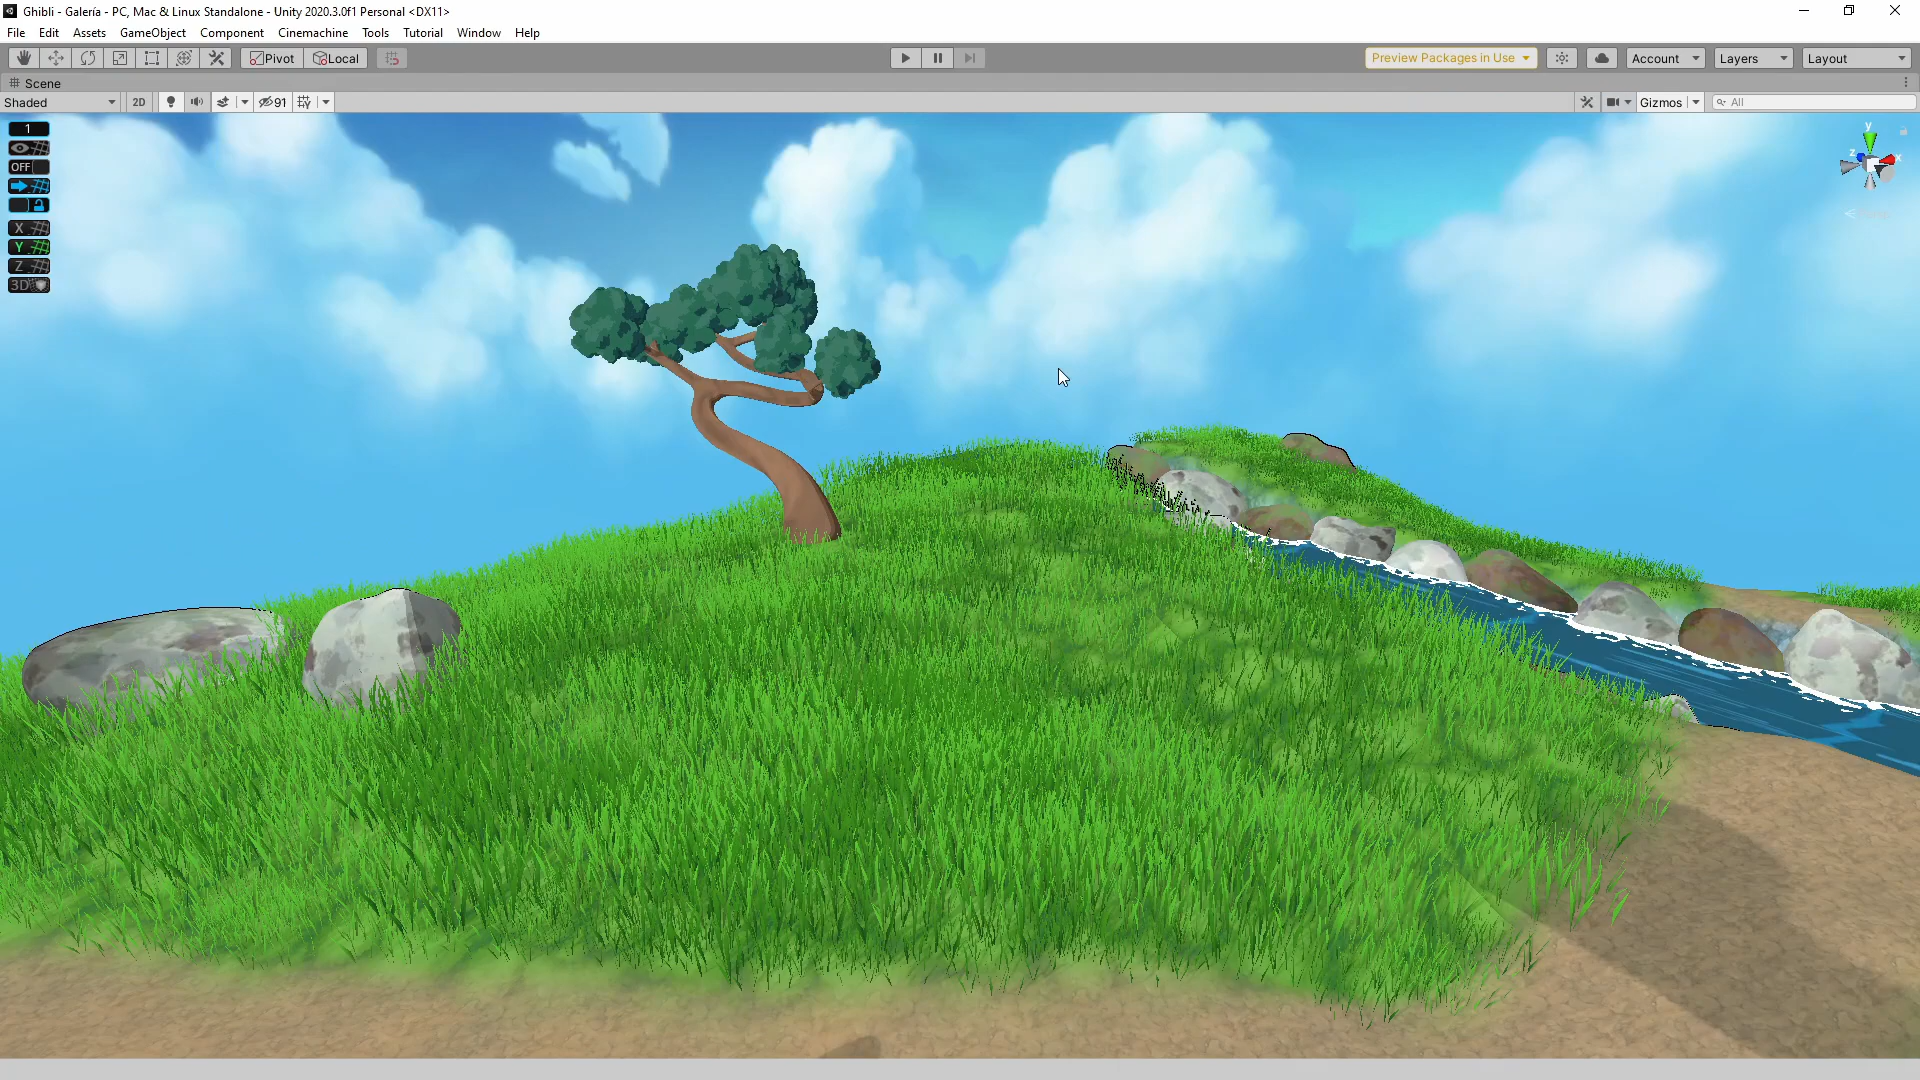 Ghibli - Galería - PC, Mac & Linux Standalone - Unity 2020.3.0f1 Personal <DX11>
File Edit Assets GameObject Component Cinemachine Tools Tutorial Window Help
Pivot Local Preview Packages in Use Account Layers Layout
Scene
Shaded 2D 91 Gizmos All
1
OFF
X
Y
Z
3D
y
z x